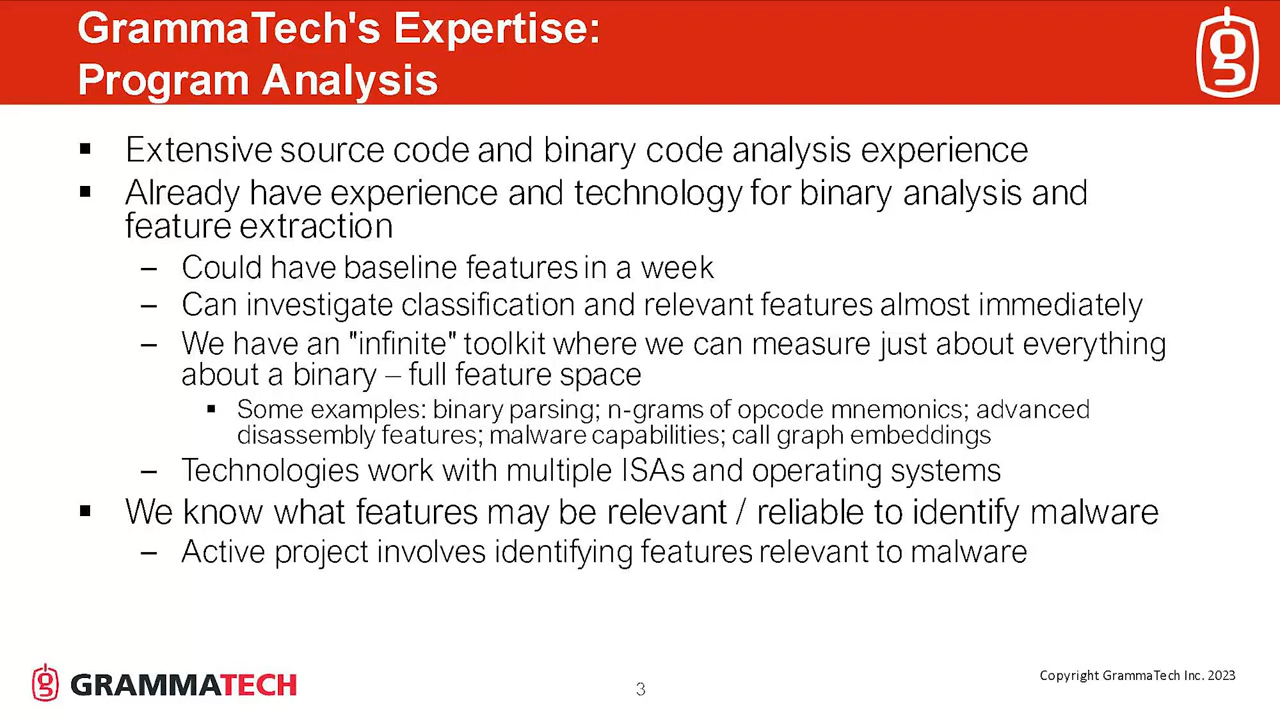 GrammaTech's Expertise:
Program Analysis
▪ Extensive source code and binary code analysis experience
▪ Already have experience and technology for binary analysis and
feature extraction
– Could have baseline features in a week
– Can investigate classification and relevant features almost immediately
– We have an "infinite" toolkit where we can measure just about everything
about a binary – full feature space
▪ Some examples: binary parsing; n-grams of opcode mnemonics; advanced
disassembly features; malware capabilities; call graph embeddings
– Technologies work with multiple ISAs and operating systems
▪ We know what features may be relevant / reliable to identify malware
– Active project involves identifying features relevant to malware
GRAMMATECH
3
Copyright GrammaTech Inc. 2023